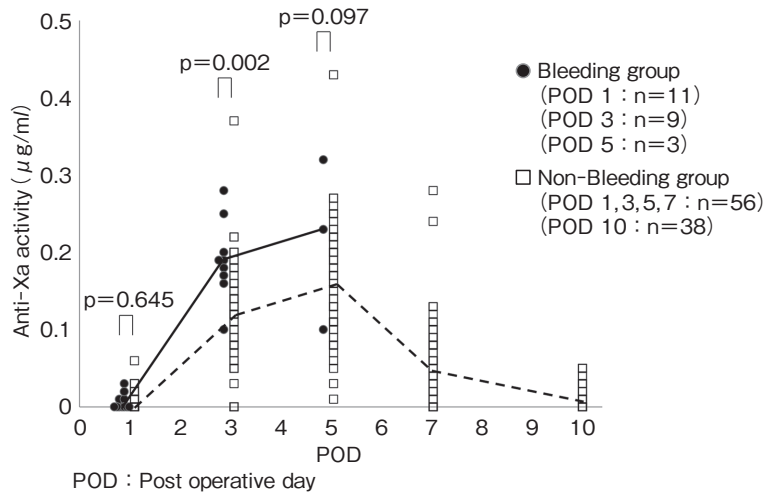 0.5
p＝0.097
p＝0.002
0.4
● Bleeding group
(POD 1：n＝11)
(POD 3：n＝9)
(POD 5：n＝3)
0.3
□ Non-Bleeding group
(POD 1,3,5,7：n＝56)
(POD 10：n＝38)
Anti-Xa activity (μg/ml)
0.2
p＝0.645
0.1
0
0 1 2 3 4 5 6 7 8 9 10
POD
POD：Post operative day